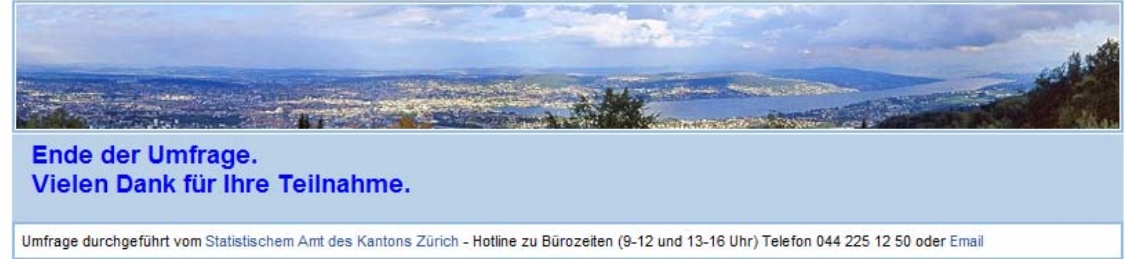 Ende der Umfrage.
Vielen Dank für Ihre Teilnahme.
Umfrage durchgeführt vom Statistischem Amt des Kantons Zürich - Hotline zu Bürozeiten (9-12 und 13-16 Uhr) Telefon 044 225 12 50 oder Email